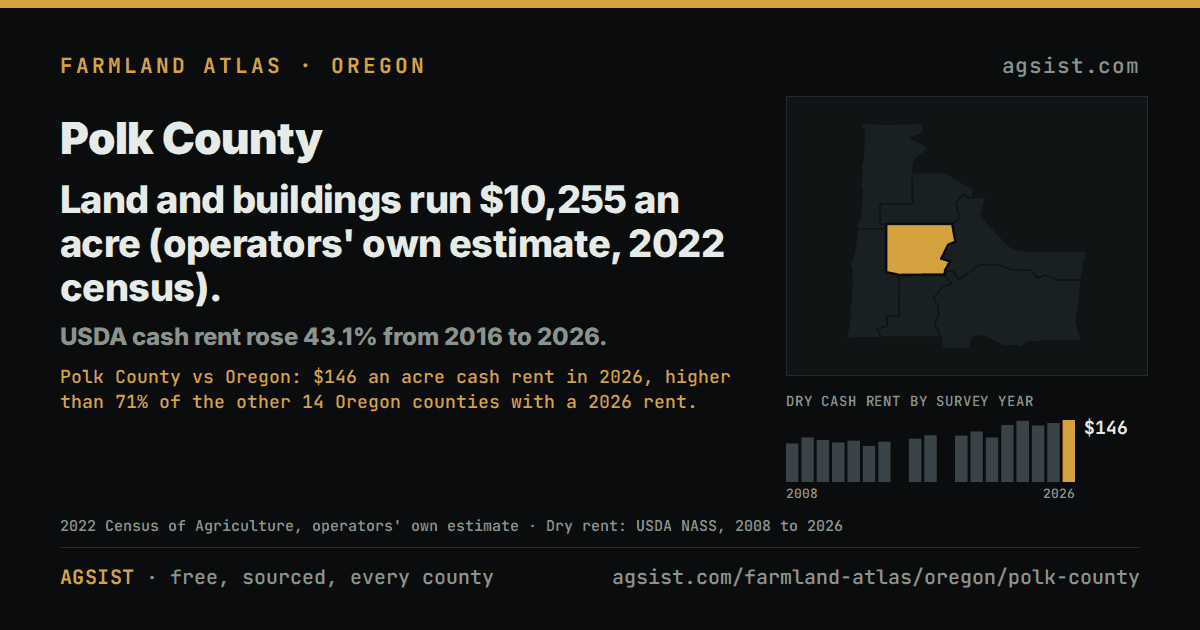 FARMLAND ATLAS · OREGON
agsist.com
Polk County
Land and buildings run $10,255 an
acre (operators' own estimate, 2022
census).
USDA cash rent rose 43.1% from 2016 to 2026.
Polk County vs Oregon: $146 an acre cash rent in 2026, higher
than 71% of the other 14 Oregon counties with a 2026 rent.
DRY CASH RENT BY SURVEY YEAR
$146
2008
2026
2022 Census of Agriculture, operators' own estimate · Dry rent: USDA NASS, 2008 to 2026
AGSIST · free, sourced, every county
agsist.com/farmland-atlas/oregon/polk-county